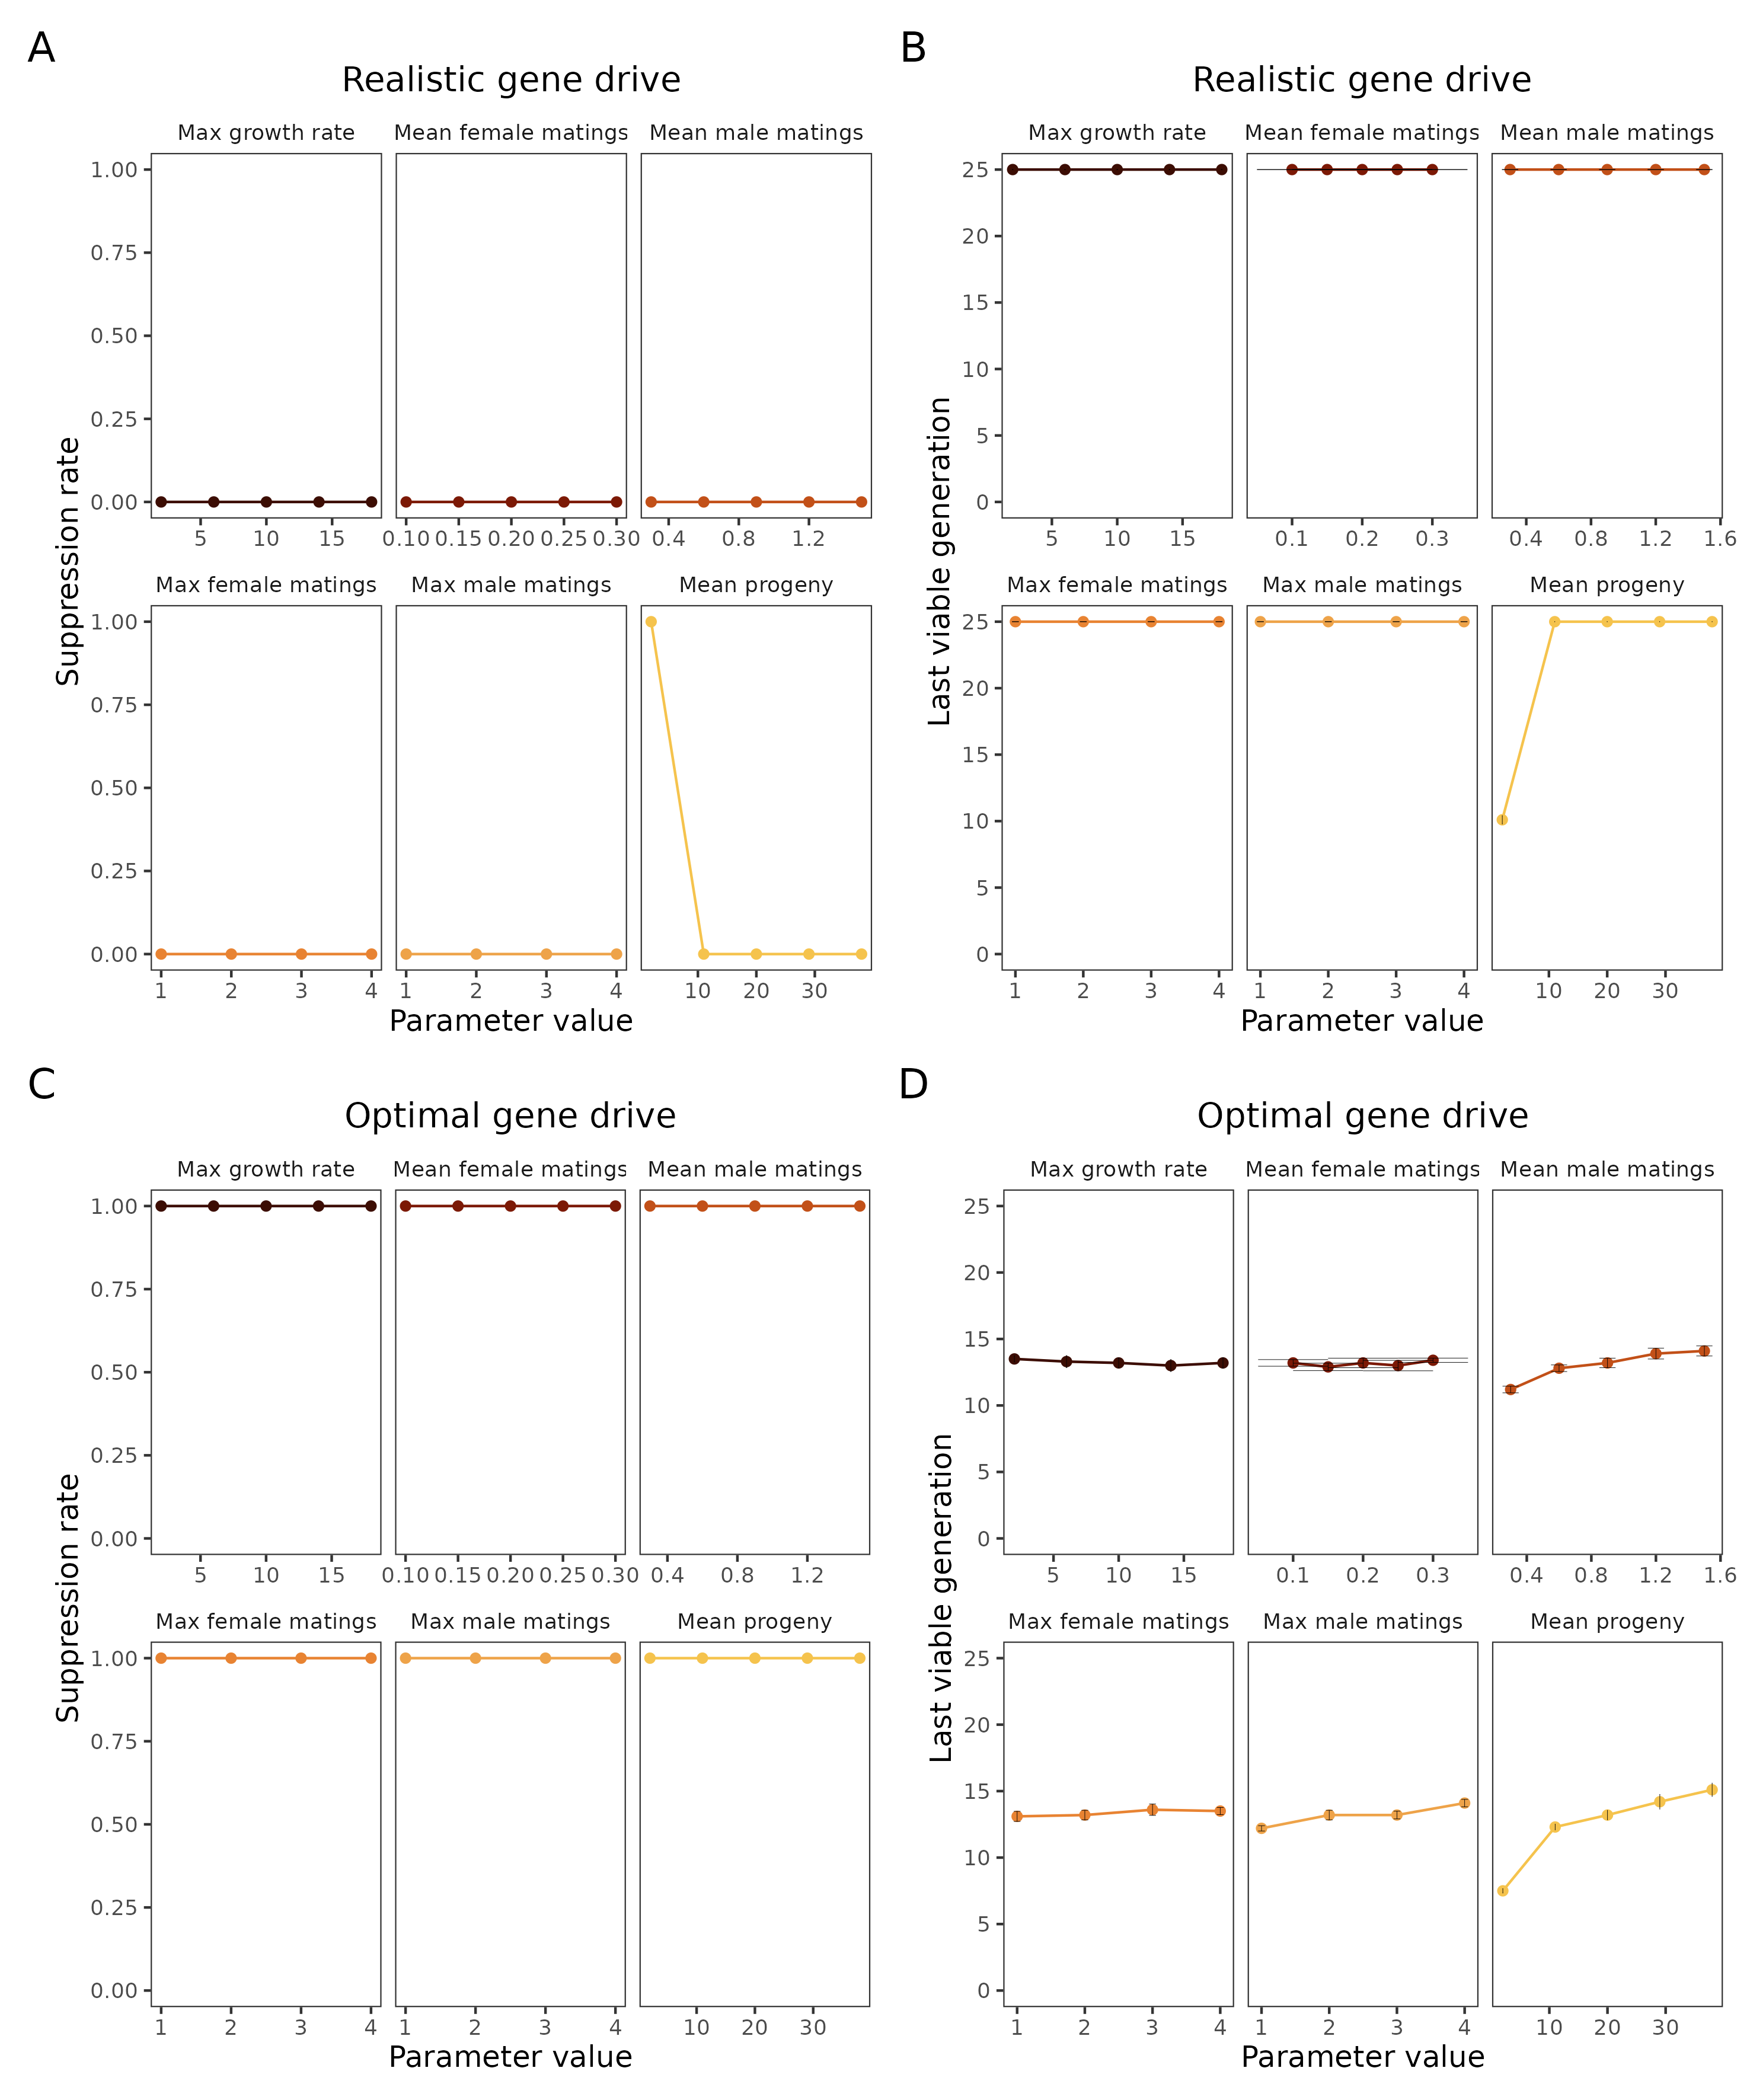 A
Realistic gene drive
Max growth rate Mean female matings Mean male matings
1.00
0.75
0.50
0.25
0.00
5 10 15 0.10 0.15 0.20 0.25 0.30 0.4 0.8 1.2
Suppression rate
Max female matings Max male matings Mean progeny
1.00
0.75
0.50
0.25
0.00
1 2 3 4 1 2 3 4 10 20 30
Parameter value
B
Realistic gene drive
Max growth rate Mean female matings Mean male matings
25
20
15
10
5
0
5 10 15 0.1 0.2 0.3 0.4 0.8 1.2 1.6
Last viable generation
Max female matings Max male matings Mean progeny
25
20
15
10
5
0
1 2 3 4 1 2 3 4 10 20 30
Parameter value
C
Optimal gene drive
Max growth rate Mean female matings Mean male matings
1.00
0.75
0.50
0.25
0.00
5 10 15 0.10 0.15 0.20 0.25 0.30 0.4 0.8 1.2
Suppression rate
Max female matings Max male matings Mean progeny
1.00
0.75
0.50
0.25
0.00
1 2 3 4 1 2 3 4 10 20 30
Parameter value
D
Optimal gene drive
Max growth rate Mean female matings Mean male matings
25
20
15
10
5
0
5 10 15 0.1 0.2 0.3 0.4 0.8 1.2 1.6
Last viable generation
Max female matings Max male matings Mean progeny
25
20
15
10
5
0
1 2 3 4 1 2 3 4 10 20 30
Parameter value